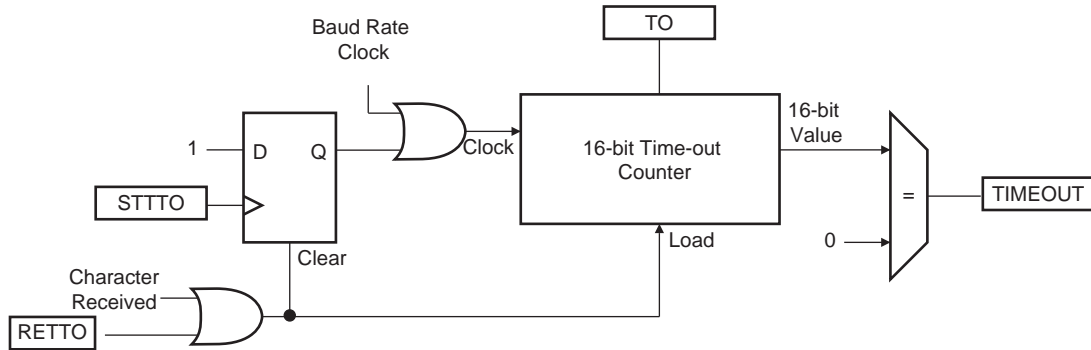 TO
Baud Rate
Clock
16-bit
Value
1
D
Q
Clock
16-bit Time-out
Counter
STTTO
=
TIMEOUT
0
Clear
Load
Character
Received
RETTO